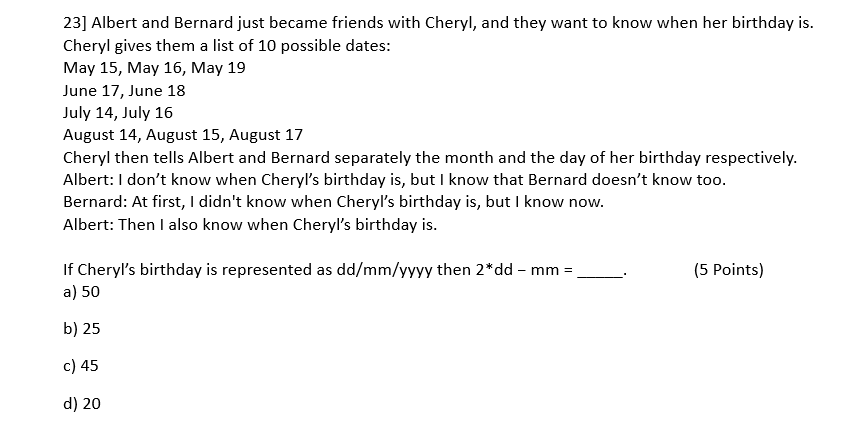 23] Albert and Bernard just became friends with Cheryl, and they want to know when her birthday is.
Cheryl gives them a list of 10 possible dates:
May 15, May 16, May 19
June 17, June 18
July 14, July 16
August 14, August 15, August 17
Cheryl then tells Albert and Bernard separately the month and the day of her birthday respectively.
Albert: I don’t know when Cheryl’s birthday is, but I know that Bernard doesn’t know too.
Bernard: At first, I didn't know when Cheryl’s birthday is, but I know now.
Albert: Then I also know when Cheryl’s birthday is.
If Cheryl’s birthday is represented as dd/mm/yyyy then 2*dd – mm = _____. (5 Points)
a) 50
b) 25
c) 45
d) 20